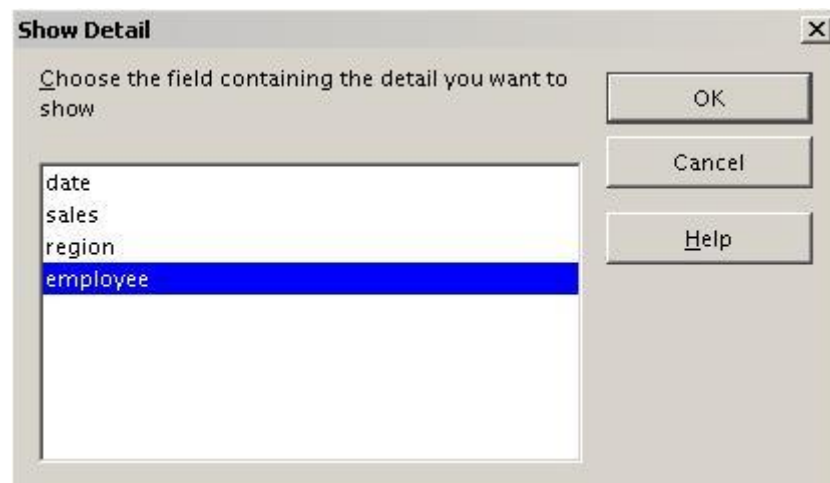 Show Detail
Choose the field containing the detail you want to
show
date
sales
region
employee
OK
Cancel
Help